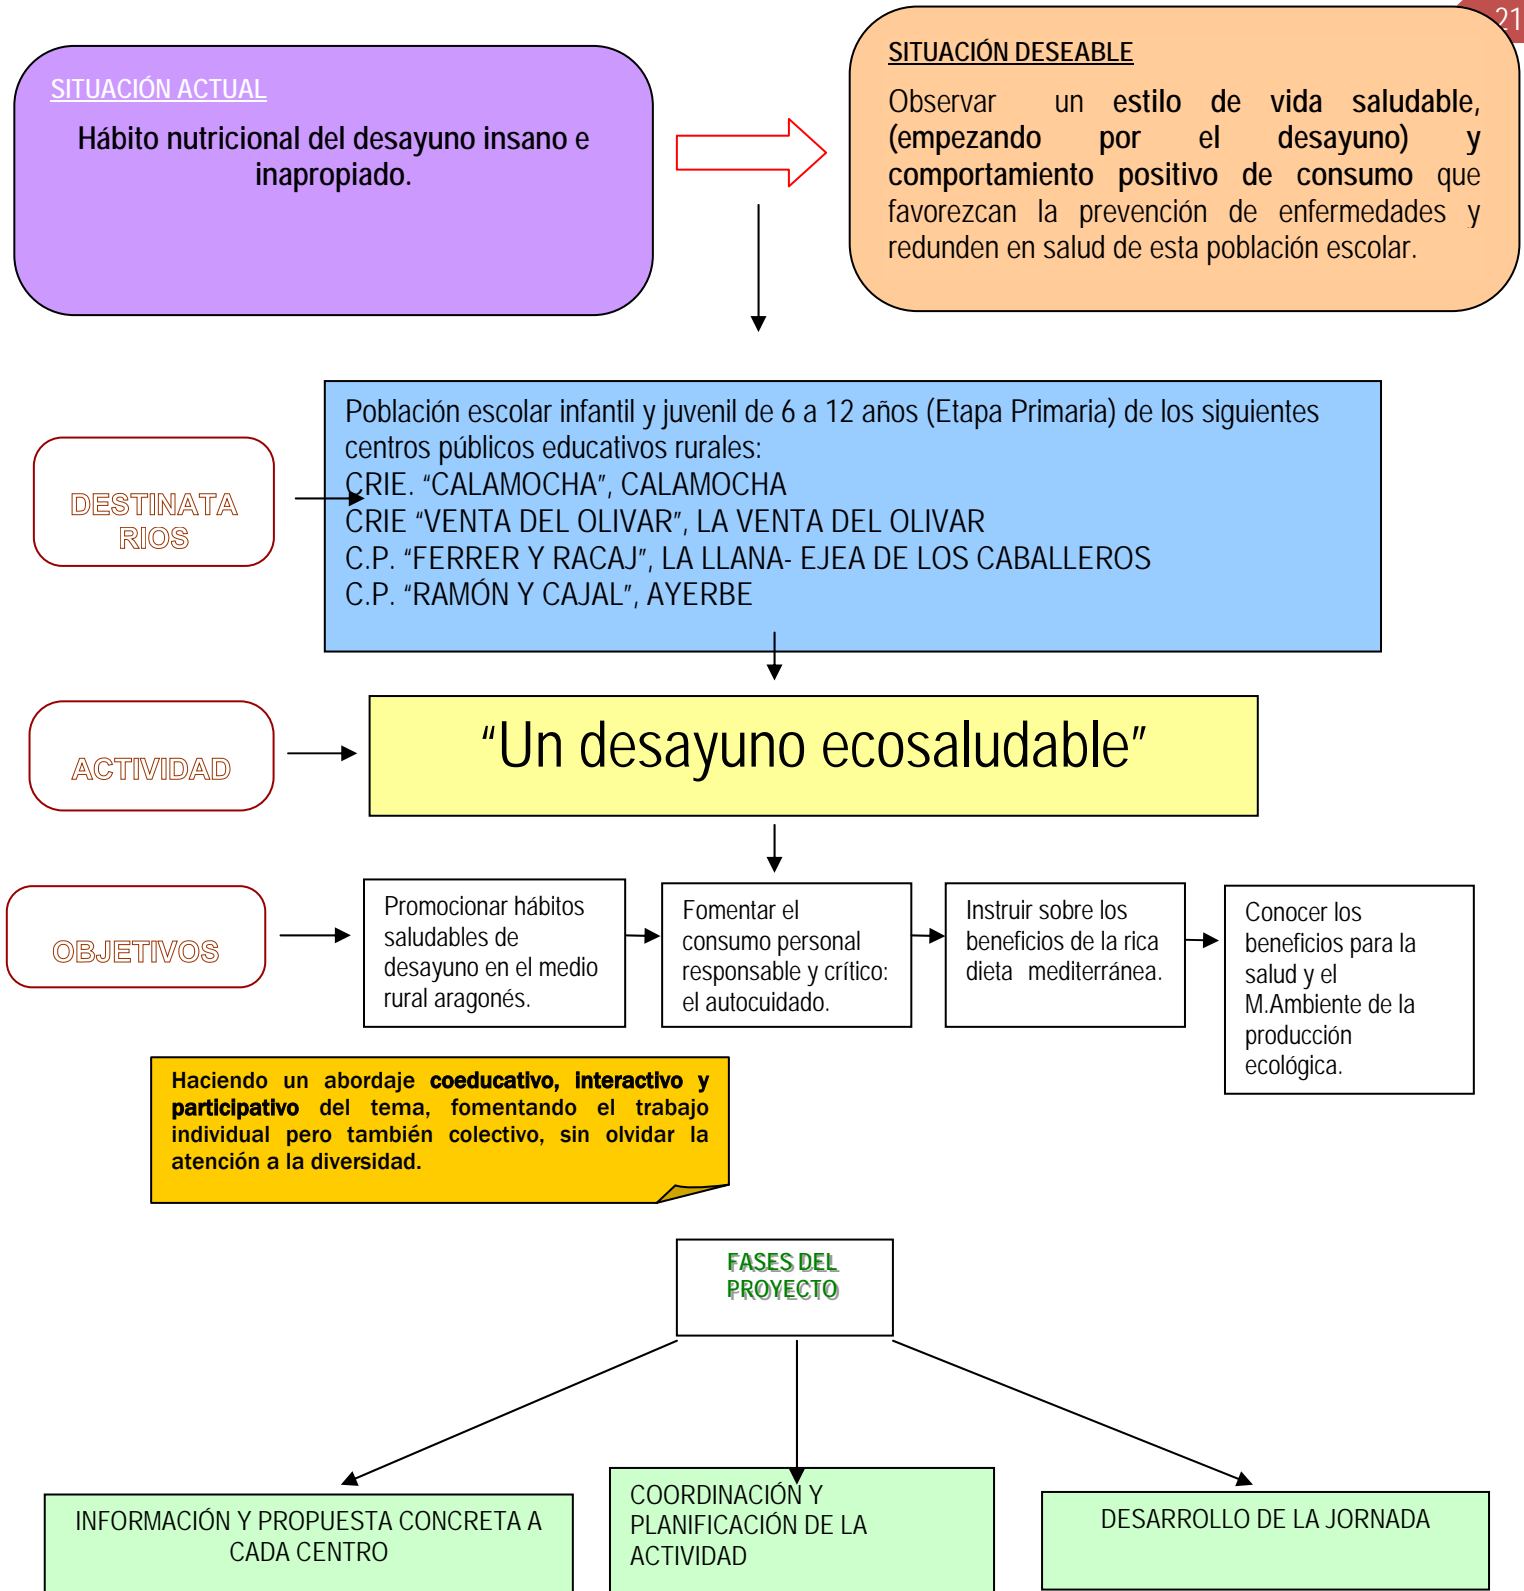 21
SITUACIÓN ACTUAL
Hábito nutricional del desayuno insano e
inapropiado.
SITUACIÓN DESEABLE
Observar un estilo de vida saludable,
(empezando por el desayuno) y
comportamiento positivo de consumo que
favorezcan la prevención de enfermedades y
redunden en salud de esta población escolar.
DESTINATA
RIOS
Población escolar infantil y juvenil de 6 a 12 años (Etapa Primaria) de los siguientes
centros públicos educativos rurales:
CRIE. “CALAMOCHA”, CALAMOCHA
CRIE “VENTA DEL OLIVAR”, LA VENTA DEL OLIVAR
C.P. “FERRER Y RACAJ”, LA LLANA- EJEA DE LOS CABALLEROS
C.P. “RAMÓN Y CAJAL”, AYERBE
ACTIVIDAD
“Un desayuno ecosaludable”
OBJETIVOS
Promocionar hábitos
saludables de
desayuno en el medio
rural aragonés.
Fomentar el
consumo personal
responsable y crítico:
el autocuidado.
Instruir sobre los
beneficios de la rica
dieta mediterránea.
Conocer los
beneficios para la
salud y el
M.Ambiente de la
producción
ecológica.
Haciendo un abordaje coeducativo, interactivo y
participativo del tema, fomentando el trabajo
individual pero también colectivo, sin olvidar la
atención a la diversidad.
FASES DEL
PROYECTO
INFORMACIÓN Y PROPUESTA CONCRETA A
CADA CENTRO
COORDINACIÓN Y
PLANIFICACIÓN DE LA
ACTIVIDAD
DESARROLLO DE LA JORNADA